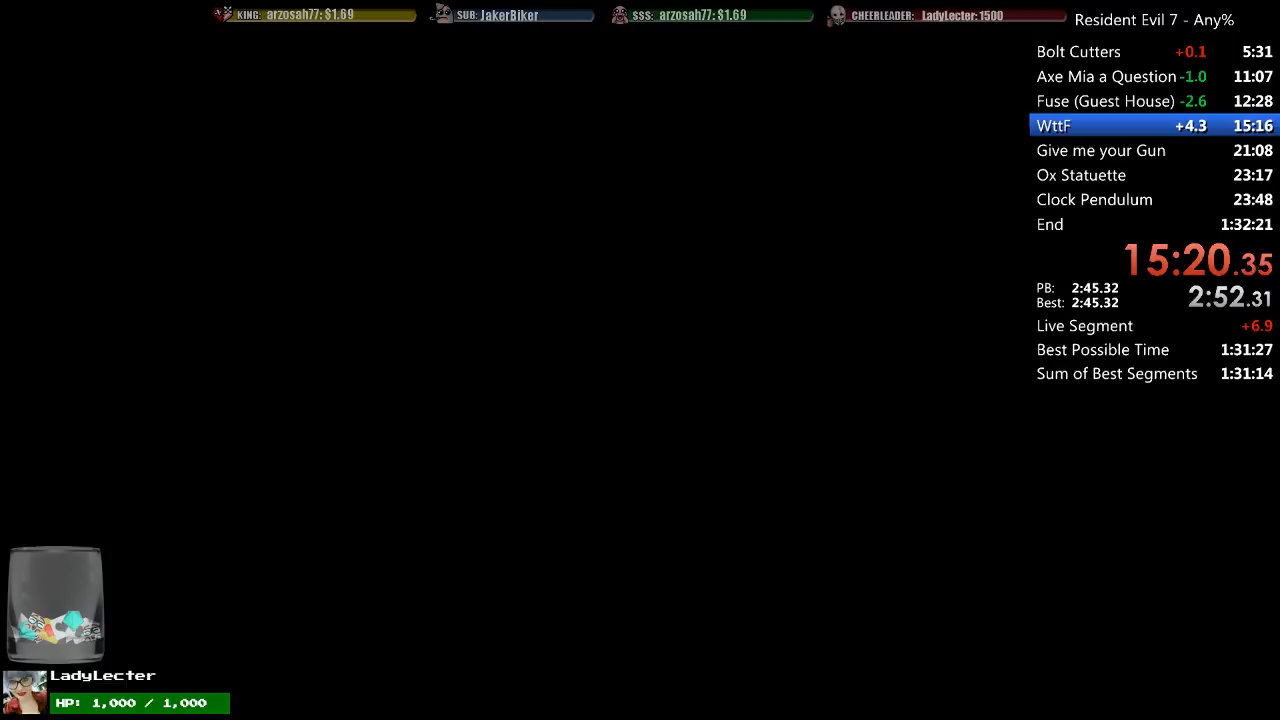 KING: arzosah77: $1.69
SUB: JakerBiker
SSS: arzosah77: $1.69
CHEERLEADER: LadyLecter: 1500
Resident Evil 7 - Any%
Bolt Cutters +0.1 5:31
Axe Mia a Question -1.0 11:07
Fuse (Guest House) -2.6 12:28
WttF +4.3 15:16
Give me your Gun 21:08
Ox Statuette 23:17
Clock Pendulum 23:48
End 1:32:21
15:20.35
PB: 2:45.32
Best: 2:45.32
2:52.31
Live Segment +6.9
Best Possible Time 1:31:27
Sum of Best Segments 1:31:14
LadyLecter
HP: 1,000 / 1,000